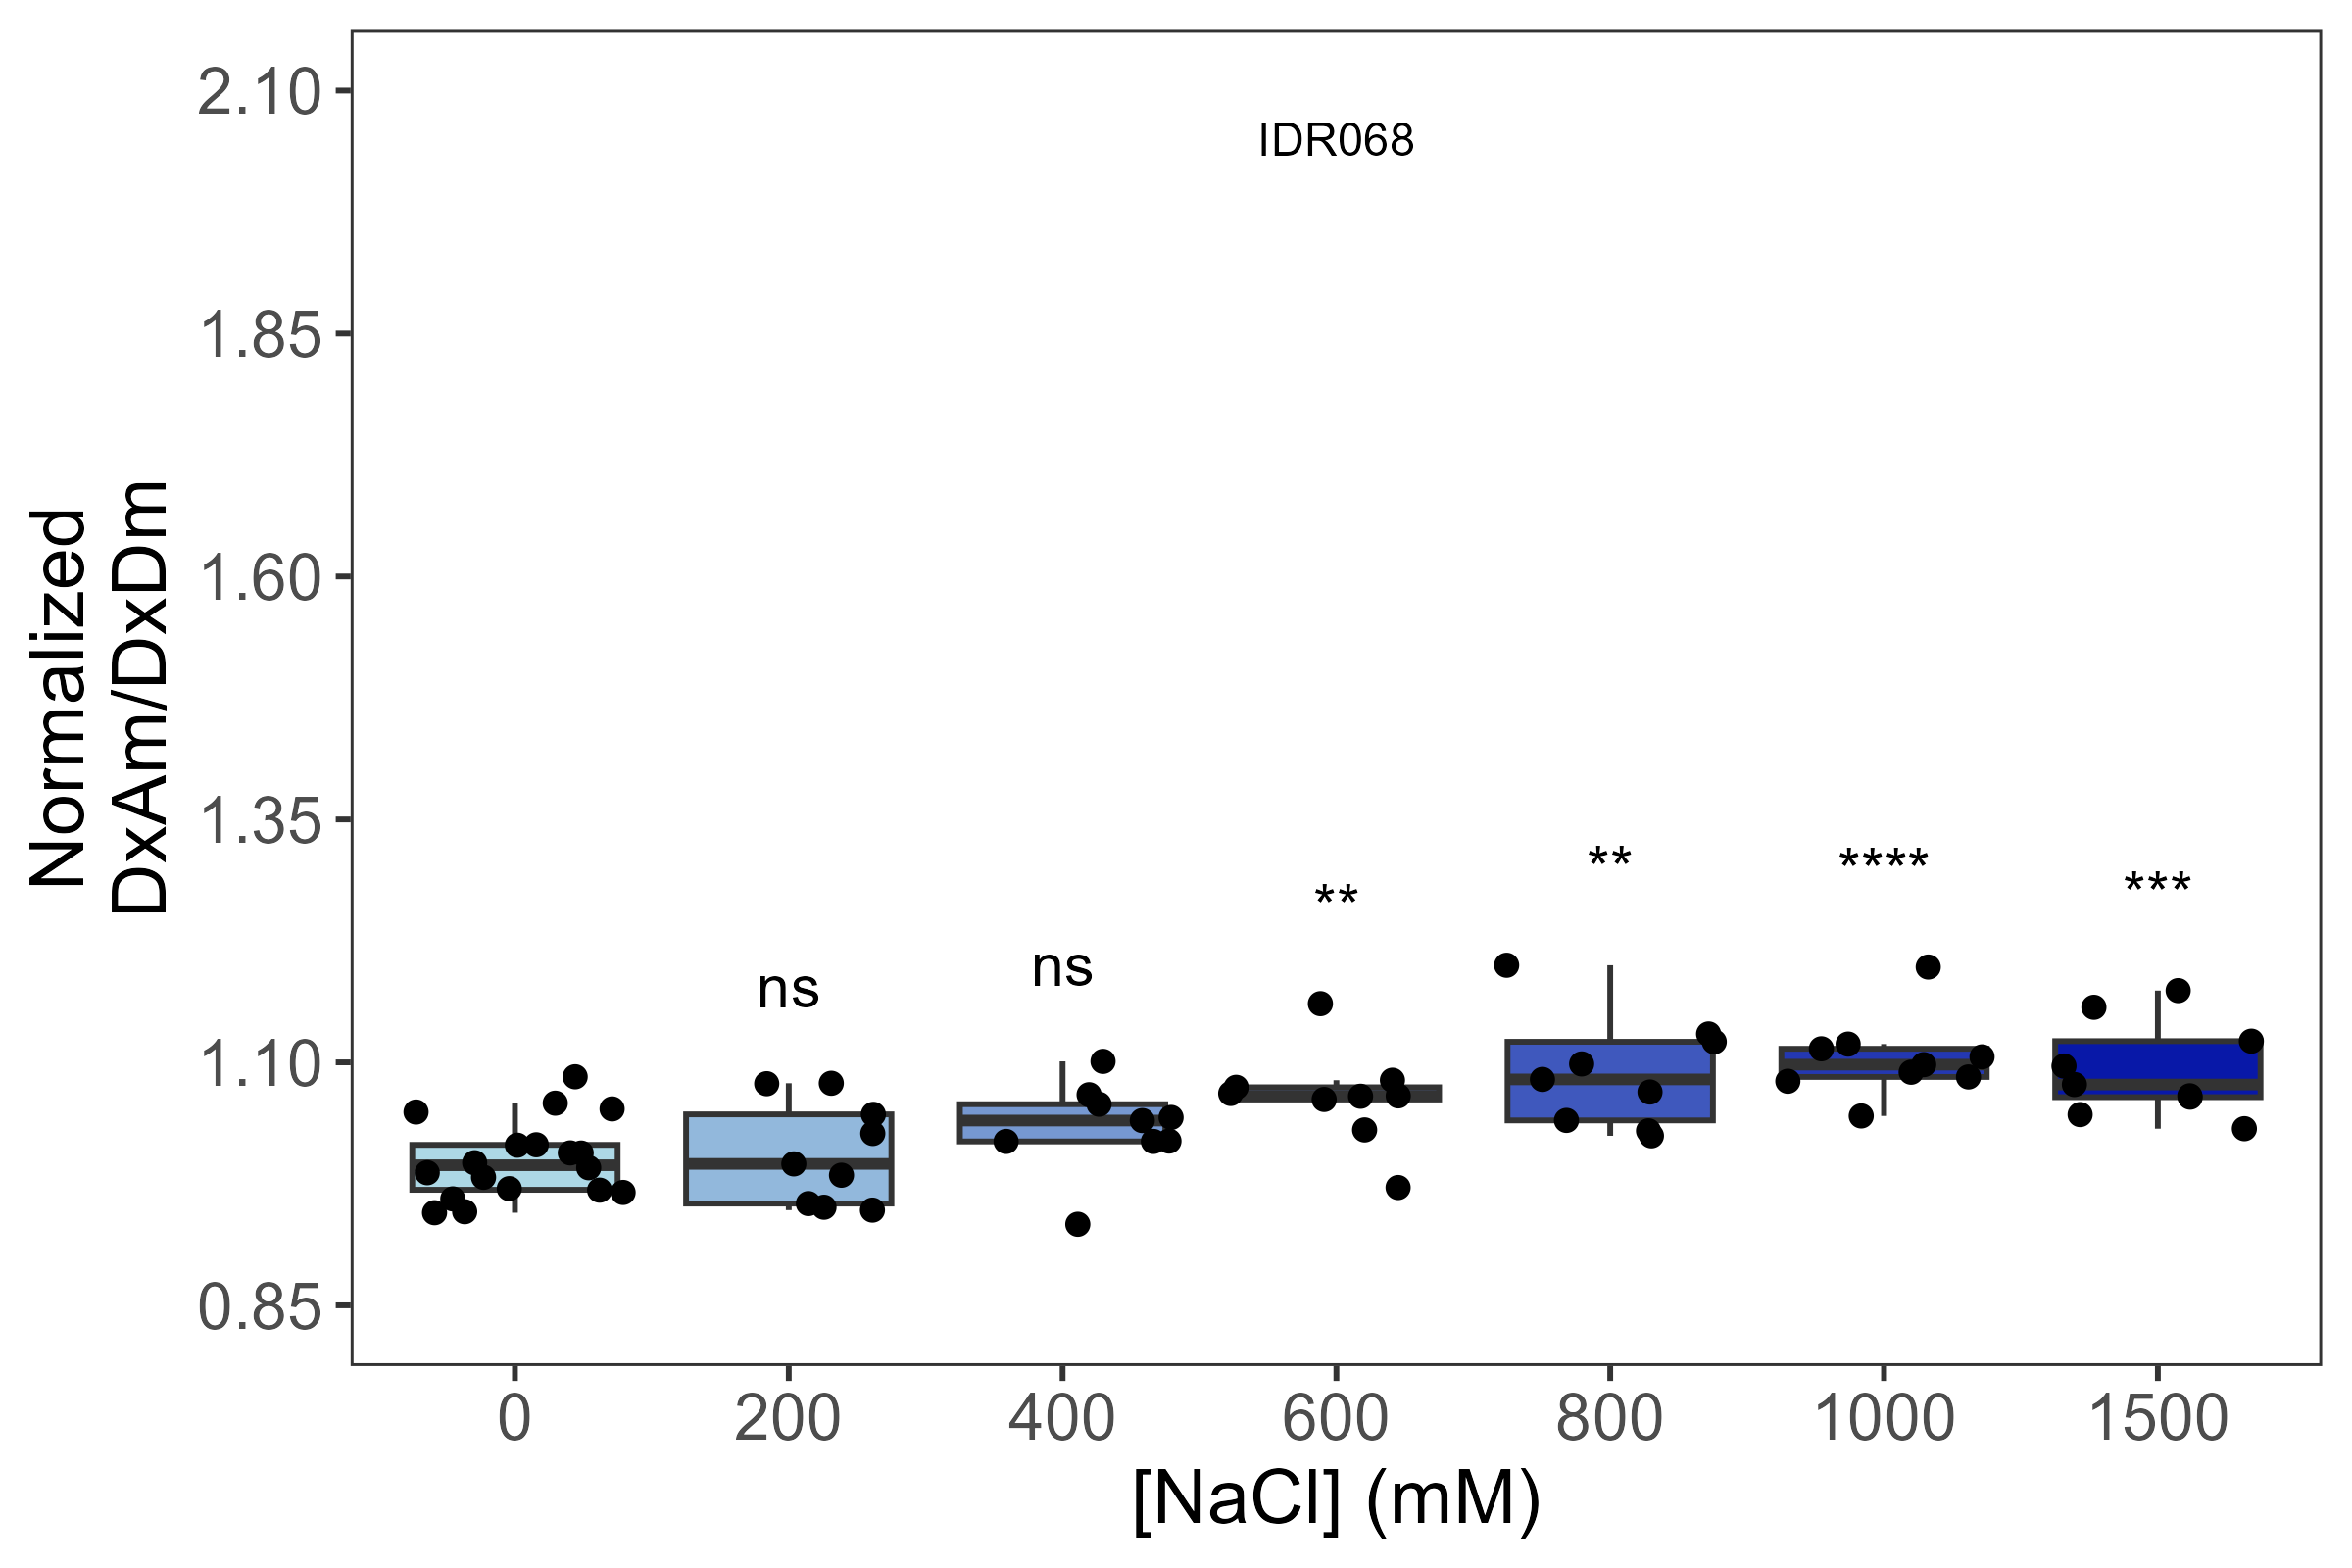 2.10
IDR068
1.85
1.60
1.35
1.10
0.85
Normalized
DxAm/DxDm
ns
ns
**
**
****
***
0 200 400 600 800 1000 1500
[NaCl] (mM)